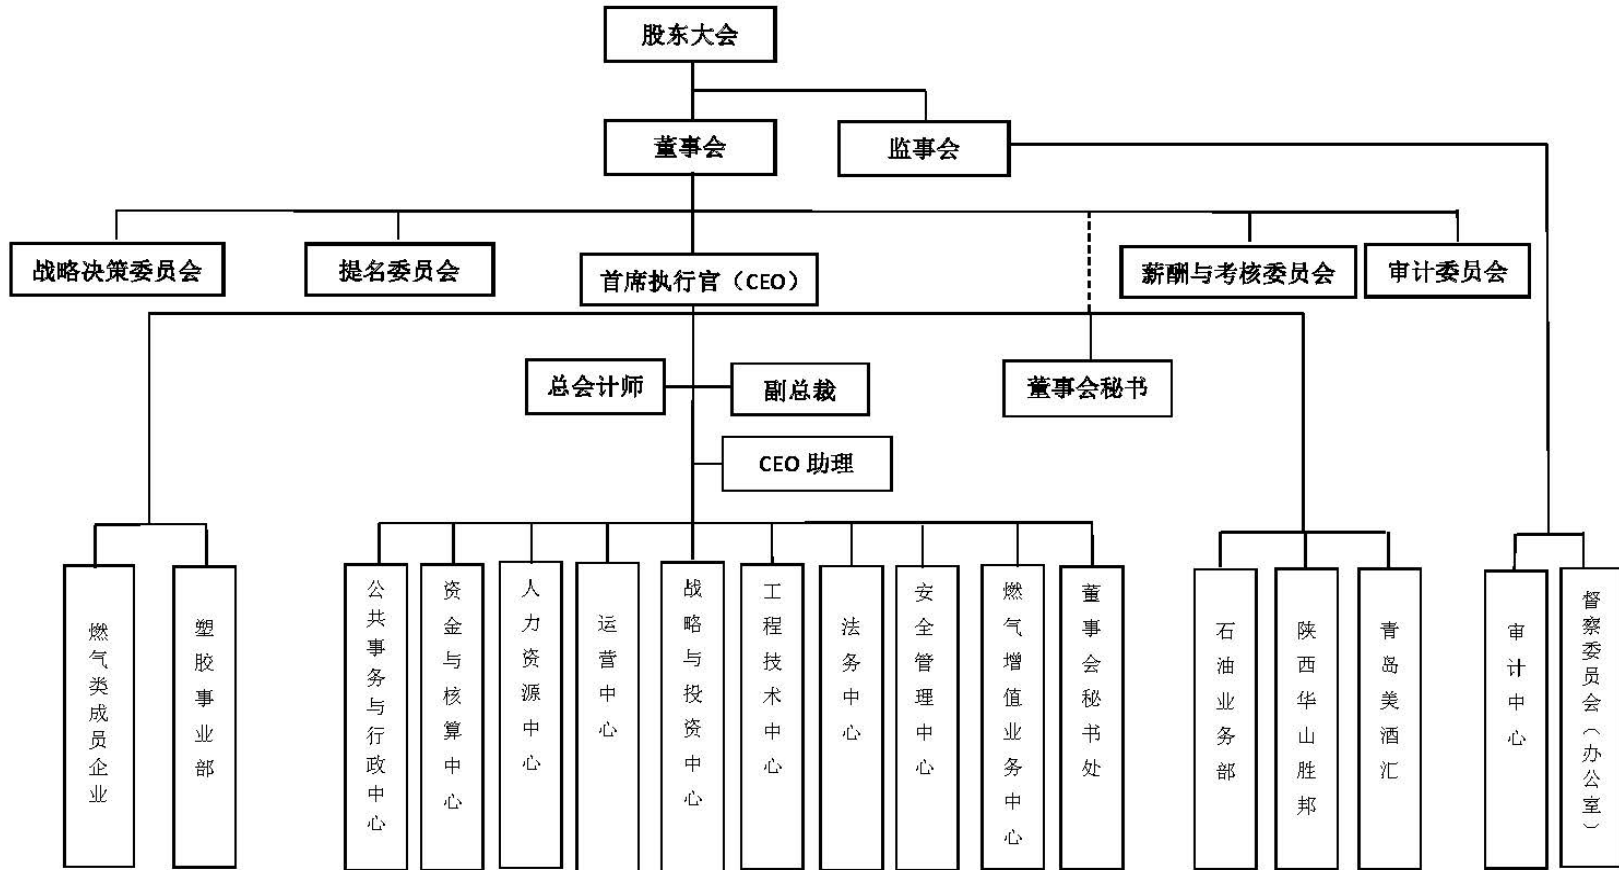 股东大会
董事会
监事会
战略决策委员会
提名委员会
首席执行官（CEO）
薪酬与考核委员会
审计委员会
总会计师
副总裁
董事会秘书
CEO 助理
燃气类成员企业
塑胶事业部
公共事务与行政中心
资金与核算中心
人力资源中心
运营中心
战略与投资中心
工程技术中心
法务中心
安全管理中心
燃气增值业务中心
董事会秘书处
石油业务部
陕西华山胜邦
青岛美酒汇
审计中心
督察委员会（办公室）